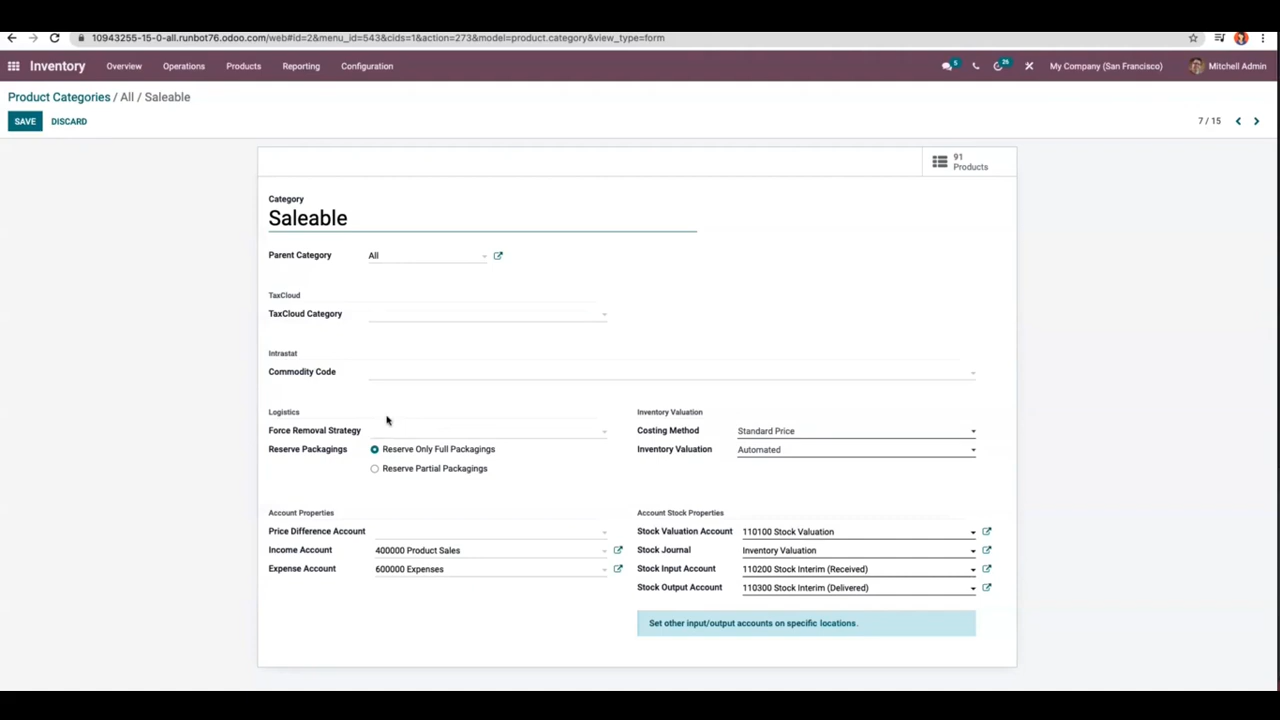 10943255-15-0-all.runbot76.odoo.com/web#id=2&menu_id=543&cids=1&action=273&model=product.category&view_type=form
Inventory Overview Operations Products Reporting Configuration 5 26 My Company (San Francisco) Mitchell Admin
Product Categories / All / Saleable
SAVE DISCARD 7 / 15
91
Products
Category
Saleable
Parent Category All
TaxCloud
TaxCloud Category
Intrastat
Commodity Code
Logistics Inventory Valuation
Force Removal Strategy Costing Method Standard Price
Reserve Packagings Reserve Only Full Packagings Inventory Valuation Automated
Reserve Partial Packagings
Account Properties Account Stock Properties
Price Difference Account Stock Valuation Account 110100 Stock Valuation
Income Account 400000 Product Sales Stock Journal Inventory Valuation
Expense Account 600000 Expenses Stock Input Account 110200 Stock Interim (Received)
Stock Output Account 110300 Stock Interim (Delivered)
Set other input/output accounts on specific locations.